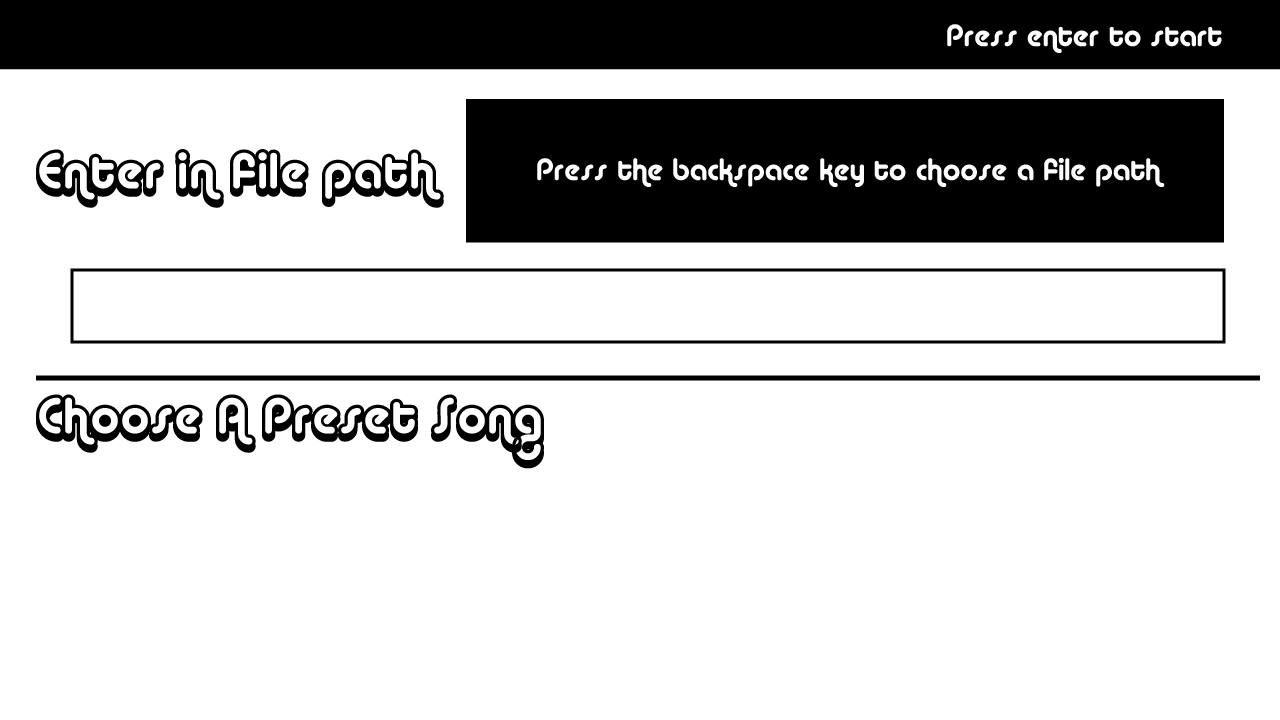 Press enter to start
Enter in file path
Press the backspace key to choose a file path
Choose A Preset Song